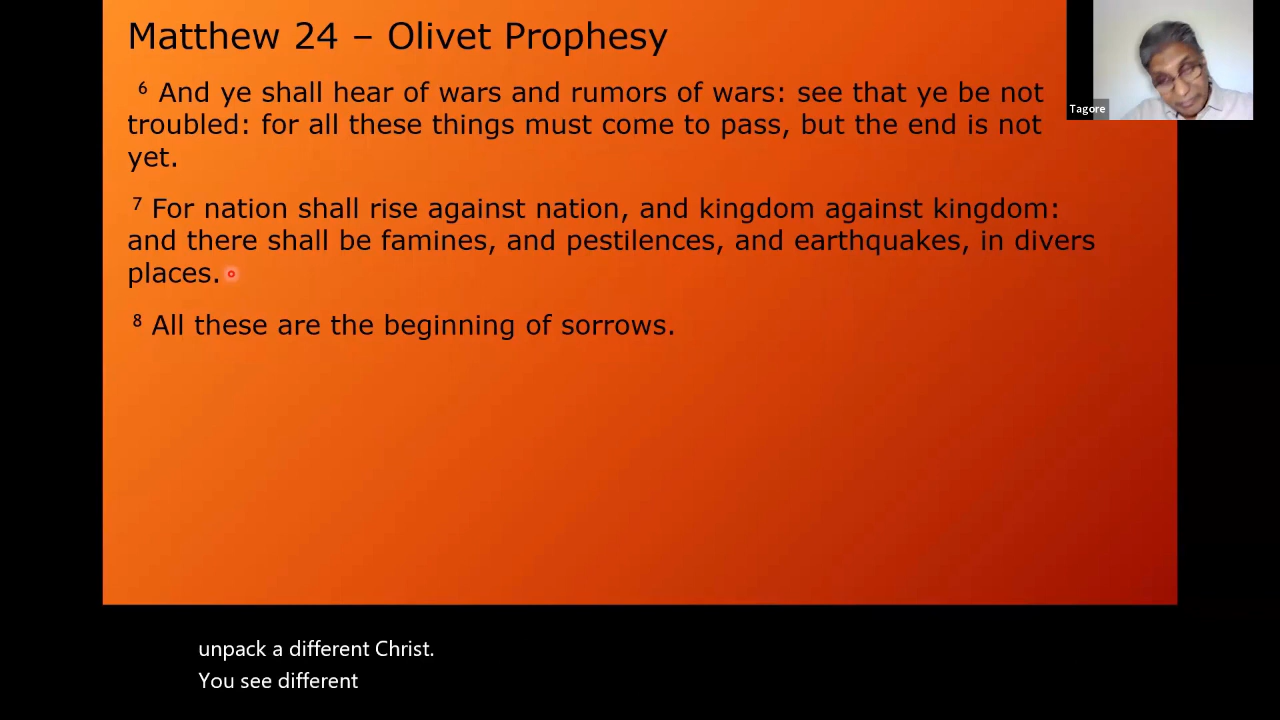 Matthew 24 – Olivet Prophesy
6 And ye shall hear of wars and rumors of wars: see that ye be not
troubled: for all these things must come to pass, but the end is not
yet.
7 For nation shall rise against nation, and kingdom against kingdom:
and there shall be famines, and pestilences, and earthquakes, in divers
places.
8 All these are the beginning of sorrows.
Tagore
unpack a different Christ.
You see different